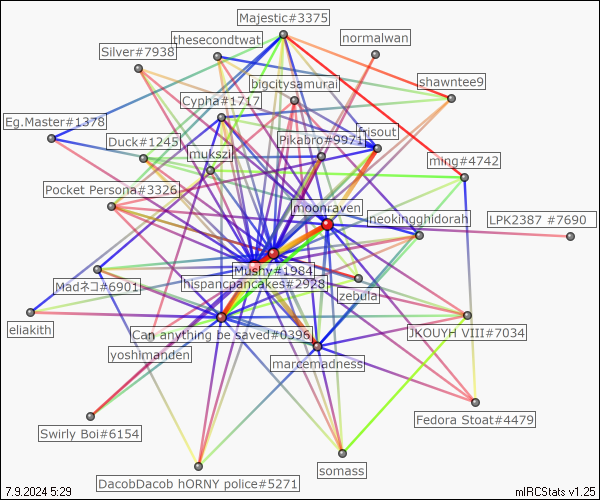 Majestic#3375
thesecondtwat
normalwan
Silver#7938
bigcitysamurai
shawntee9
Cypha#1717
Eg.Master#1378
frisout
Duck#1245
Pikabro#9971
mukszii
ming#4742
Pocket Persona#3326
moonraven
neokingghidorah
LPK2387 #7690
Mushy#1984
Madネコ#6901
hispancpancakes#2928
zebula
eliakith
Can anything be saved#0396
JKOUYH VIII#7034
yoshimanden
marcemadness
Fedora Stoat#4479
Swirly Boi#6154
somass
DacobDacob hORNY police#5271
7.9.2024 5:29
mIRCStats v1.25